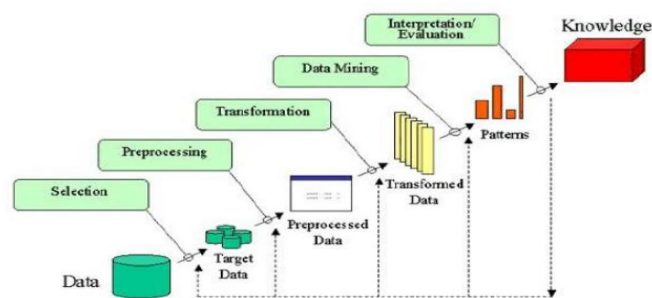 Interpretation/
Evaluation
Knowledge
Data Mining
Transformation
Patterns
Preprocessing
Transformed
Data
Selection
Preprocessed
Data
Target
Data
Data